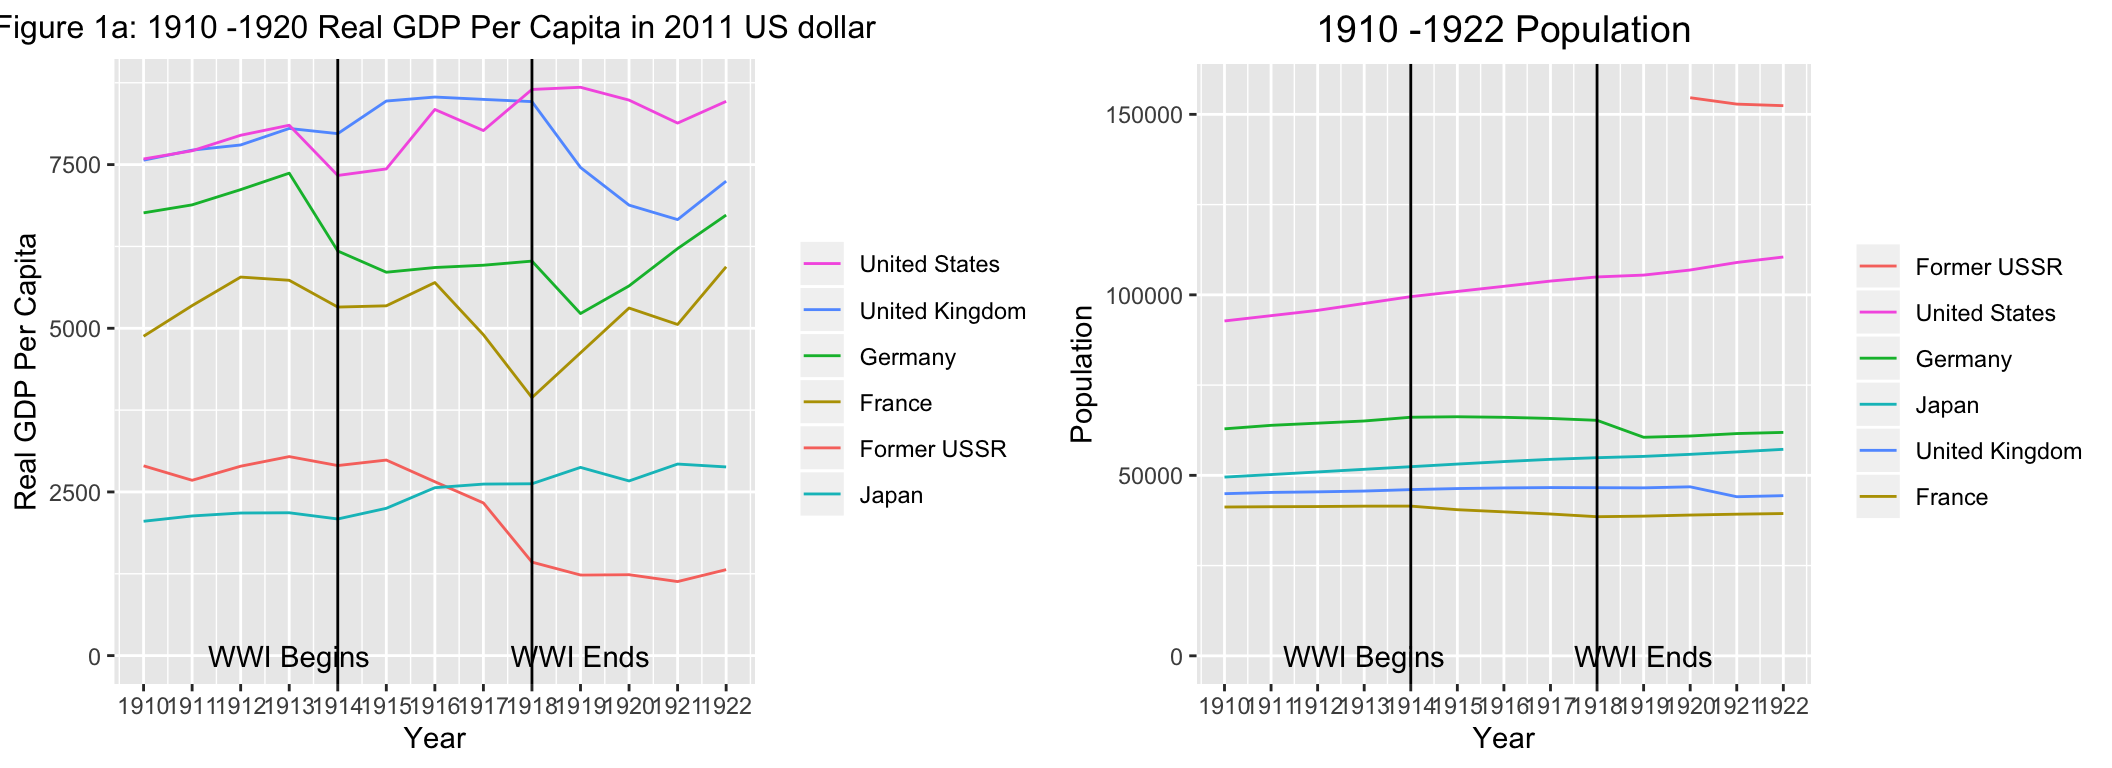 Figure 1a: 1910 -1920 Real GDP Per Capita in 2011 US dollar
Real GDP Per Capita
7500
5000
2500
0
WWI Begins
WWI Ends
1910 1911 1912 1913 1914 1915 1916 1917 1918 1919 1920 1921 1922
Year
United States
United Kingdom
Germany
France
Former USSR
Japan
1910 -1922 Population
Population
150000
100000
50000
0
WWI Begins
WWI Ends
1910 1911 1912 1913 1914 1915 1916 1917 1918 1919 1920 1921 1922
Year
Former USSR
United States
Germany
Japan
United Kingdom
France